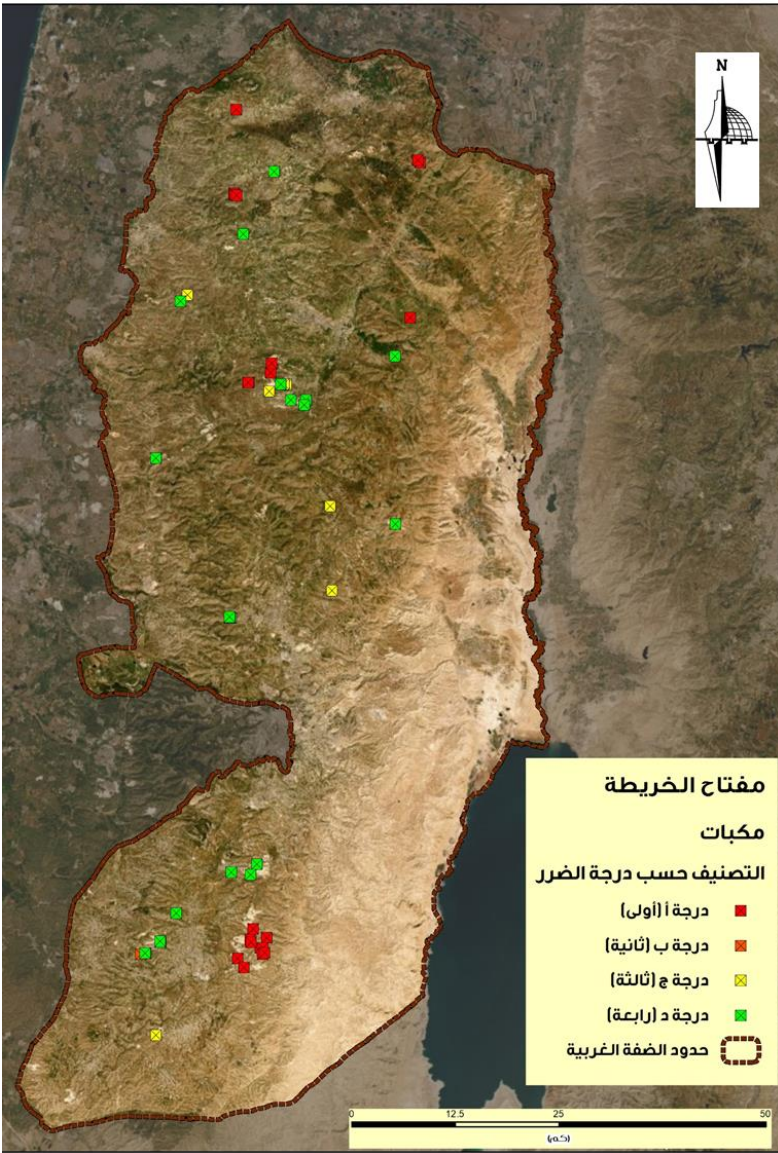 N
مفتاح الخريطة
مكبات
التصنيف حسب درجة الضرر
درجة أ (أولى)
درجة ب (ثانية)
درجة ج (ثالثة)
درجة د (رابعة)
حدود الضفة الغربية
0 12.5 25 50
(كم)